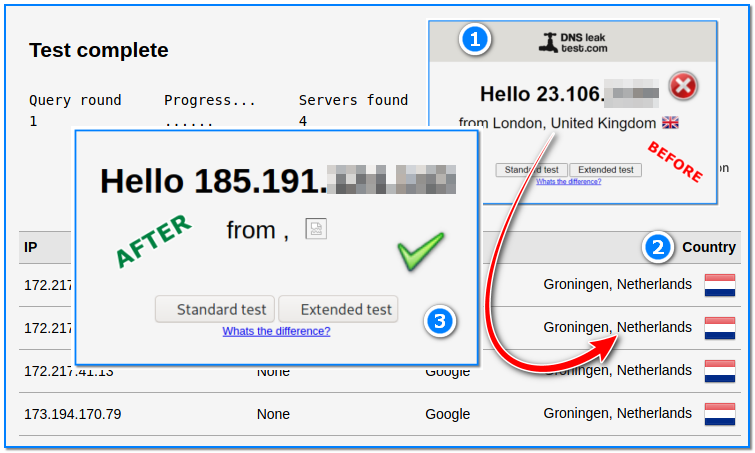 Test complete
Query round Progress... Servers found
1 ...... 4
1
DNS leak
test.com
Hello 23.106.
from London, United Kingdom
BEFORE
Standard test Extended test
Whats the difference?
on
Hello 185.191.
AFTER
from ,
Standard test Extended test
Whats the difference?
3
IP 2 Country
172.217 Groningen, Netherlands
172.217 Groningen, Netherlands
172.217.41.13 None Google Groningen, Netherlands
173.194.170.79 None Google Groningen, Netherlands